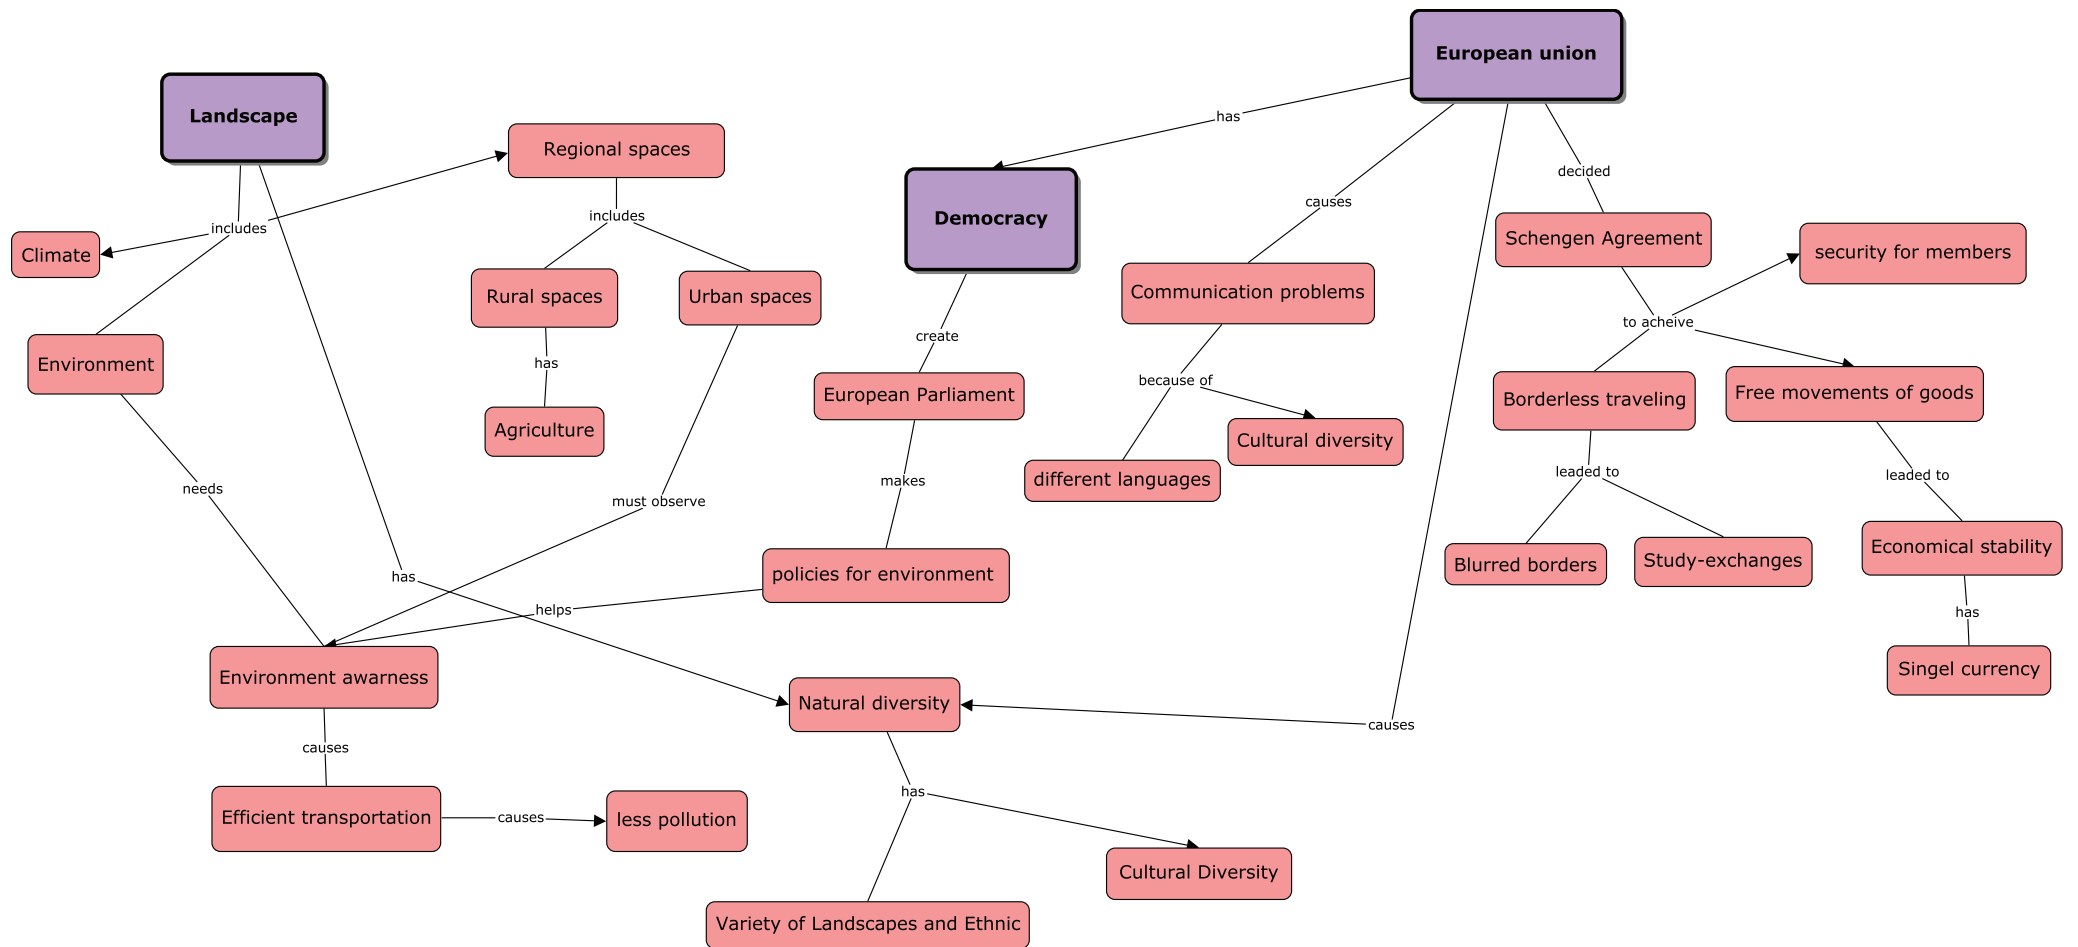 European union
Landscape
has
Regional spaces
decided
causes
includes
Democracy
includes
Schengen Agreement
Climate
security for members
Rural spaces
Urban spaces
Communication problems
to acheive
create
Environment
has
because of
European Parliament
Borderless traveling
Free movements of goods
Agriculture
Cultural diversity
different languages
leaded to
leaded to
needs
must observe
makes
Economical stability
Blurred borders
Study-exchanges
has
policies for environment
helps
has
Environment awarness
Singel currency
Natural diversity
causes
causes
has
Efficient transportation
causes
less pollution
Cultural Diversity
Variety of Landscapes and Ethnic